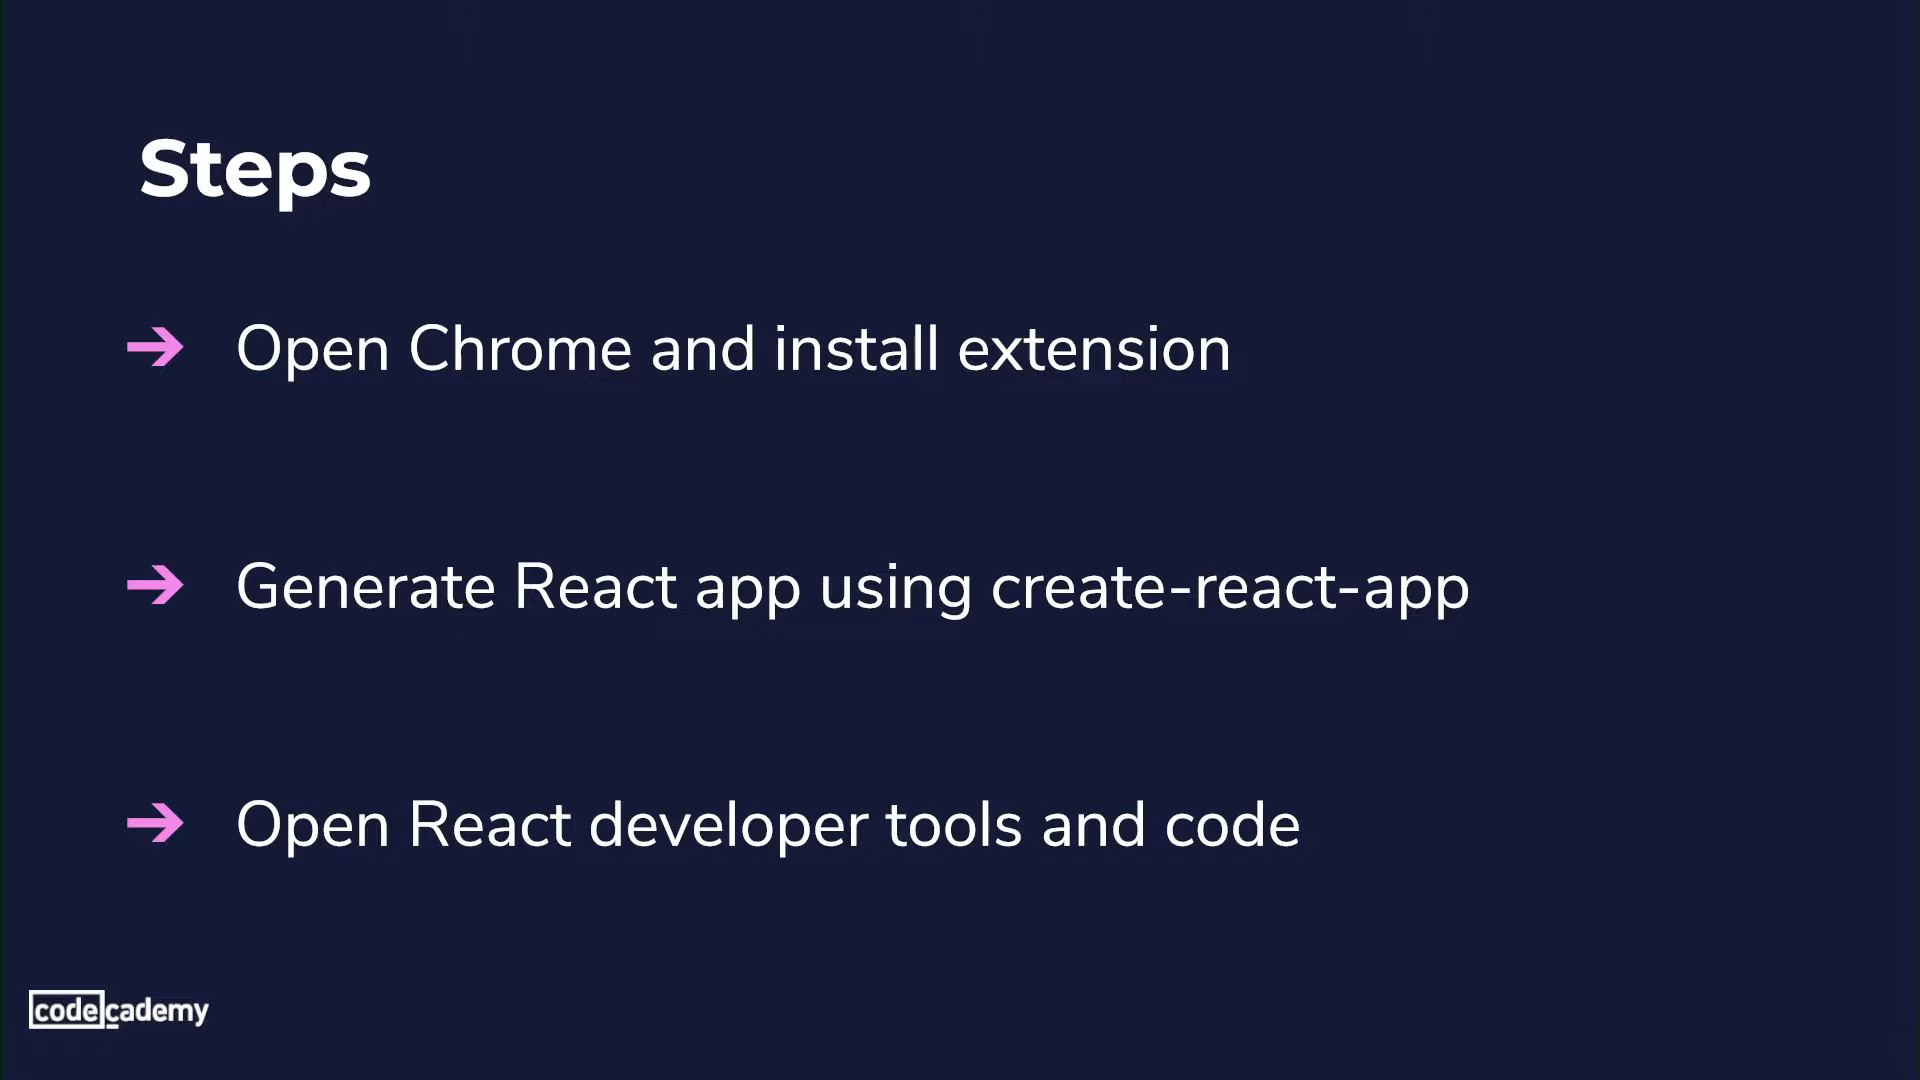 Steps
➔ Open Chrome and install extension
➔ Generate React app using create-react-app
➔ Open React developer tools and code
codecademy